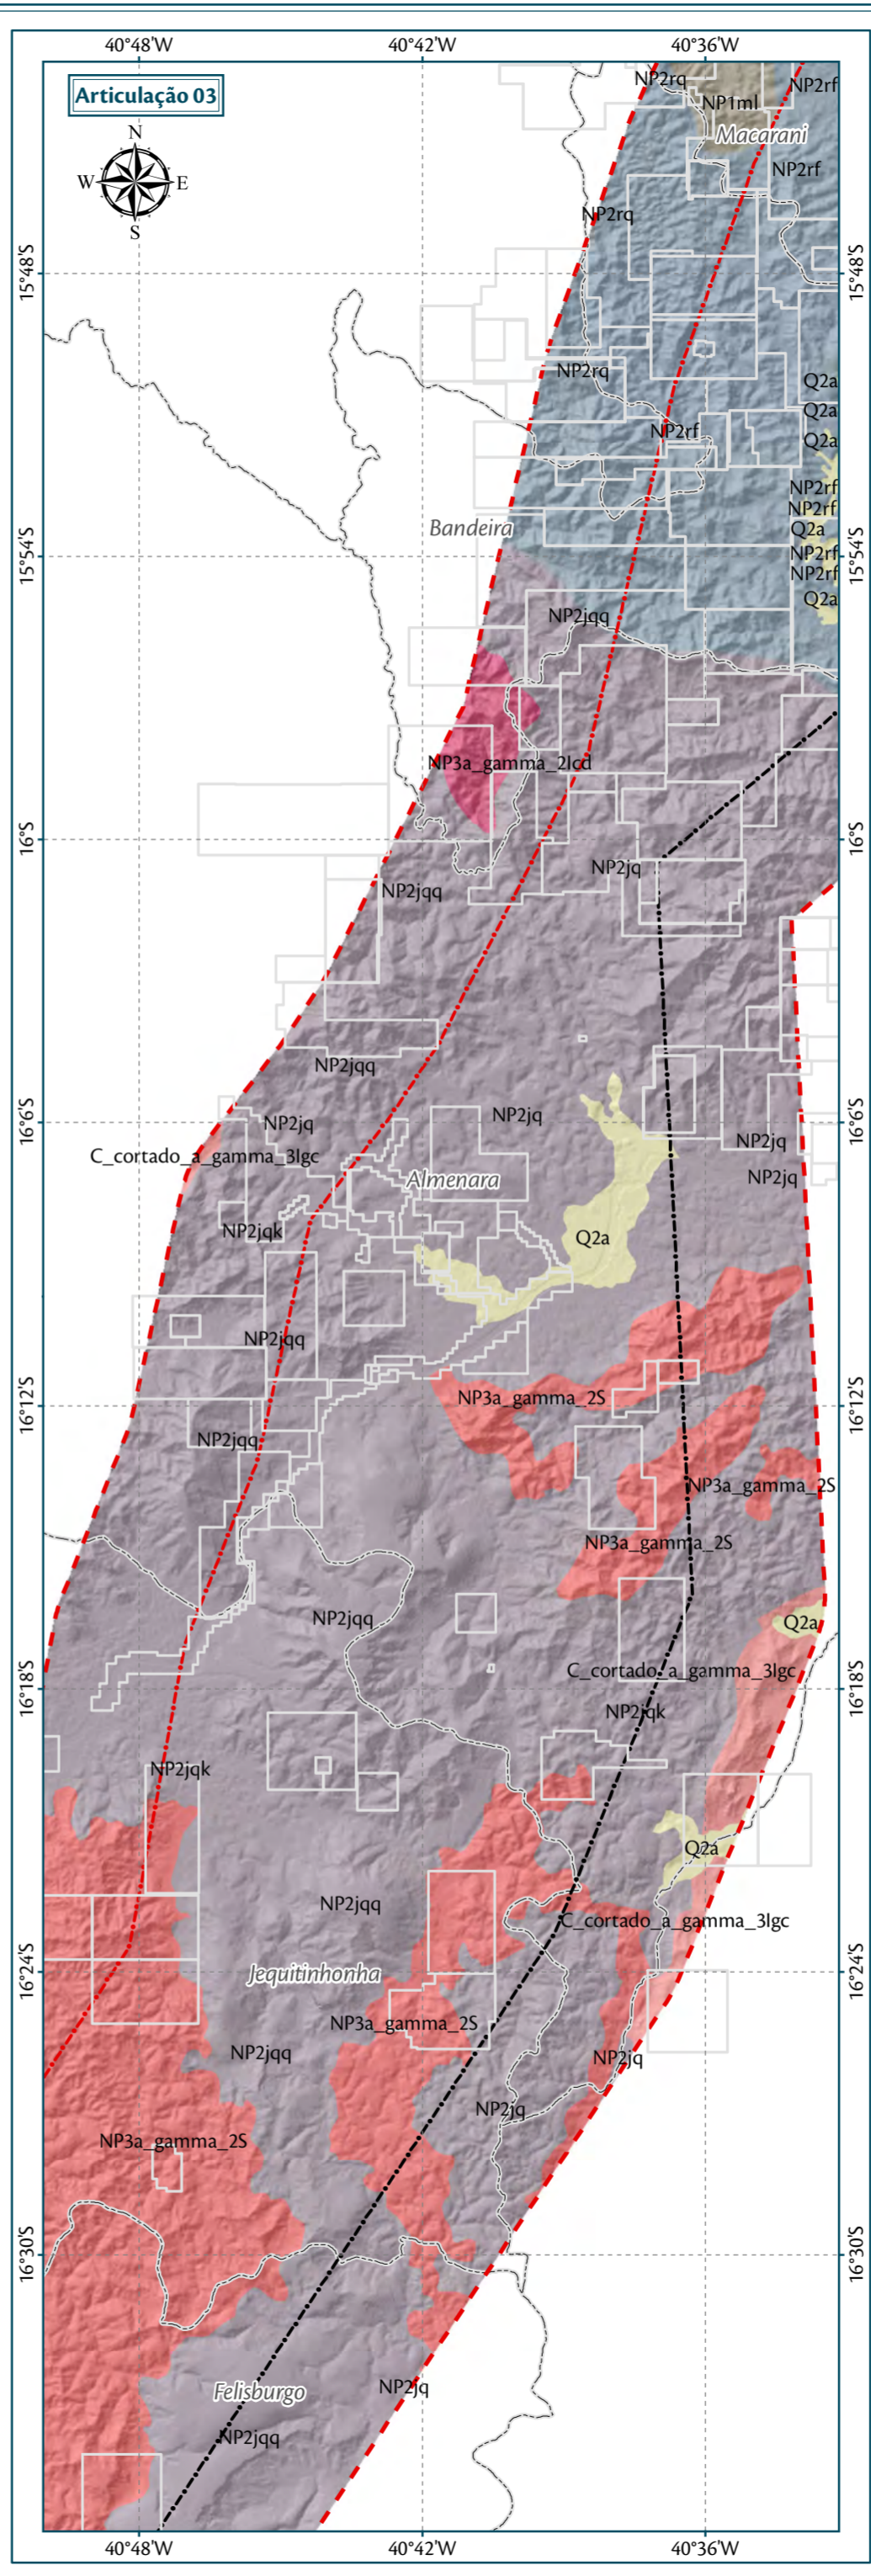 40°48'W
40°42'W
40°36'W
Articulação 03
N
W
E
S
NP2rq
NP1ml
NP2rf
Macarani
NP2rf
NP2rq
15°48'S
15°48'S
NP2rq
Q2a
Q2a
NP2rf
Q2a
NP2rf
NP2rf
Bandeira
Q2a
15°54'S
15°54'S
NP2rf
NP2rf
Q2a
NP2jqq
NP3a_gamma_2Icd
16°S
16°S
NP2jq
NP2jqq
NP2jqq
NP2jq
NP2jq
16°6'S
16°6'S
NP2jq
C_cortado_a_gamma_3Igc
Almenara
NP2jq
NP2jqk
Q2a
NP2jqq
NP3a_gamma_2S
16°12'S
16°12'S
NP2jqq
NP3a_gamma_2S
NP3a_gamma_2S
NP2jqq
Q2a
C_cortado_a_gamma_3Igc
16°18'S
16°18'S
NP2jqk
NP2jqk
Q2a
NP2jqq
C_cortado_a_gamma_3Igc
Jequitinhonha
16°24'S
16°24'S
NP3a_gamma_2S
NP2jqq
NP2jq
NP2jq
NP3a_gamma_2S
16°30'S
16°30'S
NP2jq
Felisburgo
NP2jqq
40°48'W
40°42'W
40°36'W